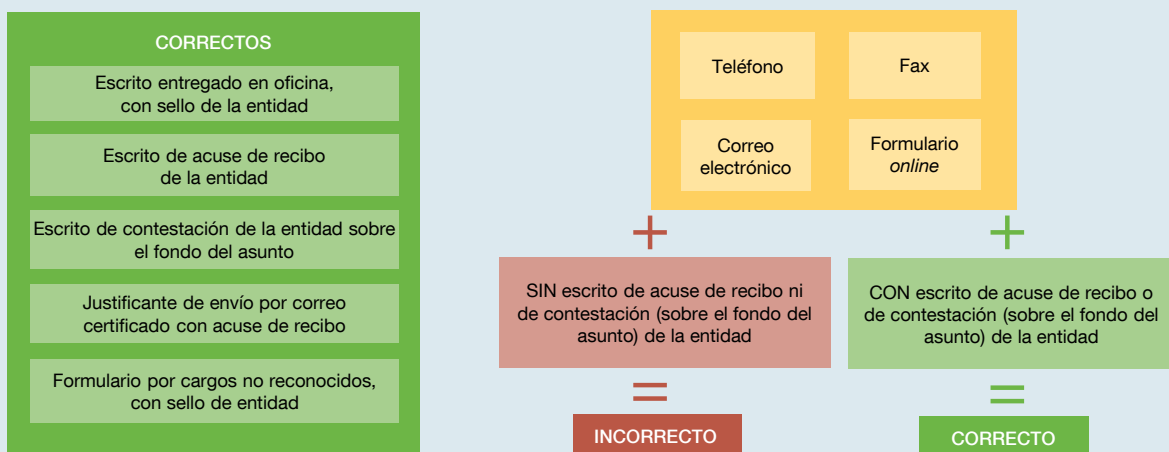 CORRECTOS
Escrito entregado en oficina,
con sello de la entidad
Escrito de acuse de recibo
de la entidad
Escrito de contestación de la entidad sobre
el fondo del asunto
Justificante de envío por correo
certificado con acuse de recibo
Formulario por cargos no reconocidos,
con sello de entidad
Teléfono
Fax
Correo
electrónico
Formulario
online
+
+
SIN escrito de acuse de recibo ni
de contestación (sobre el fondo del
asunto) de la entidad
CON escrito de acuse de recibo o
de contestación (sobre el fondo del
asunto) de la entidad
=
=
INCORRECTO
CORRECTO